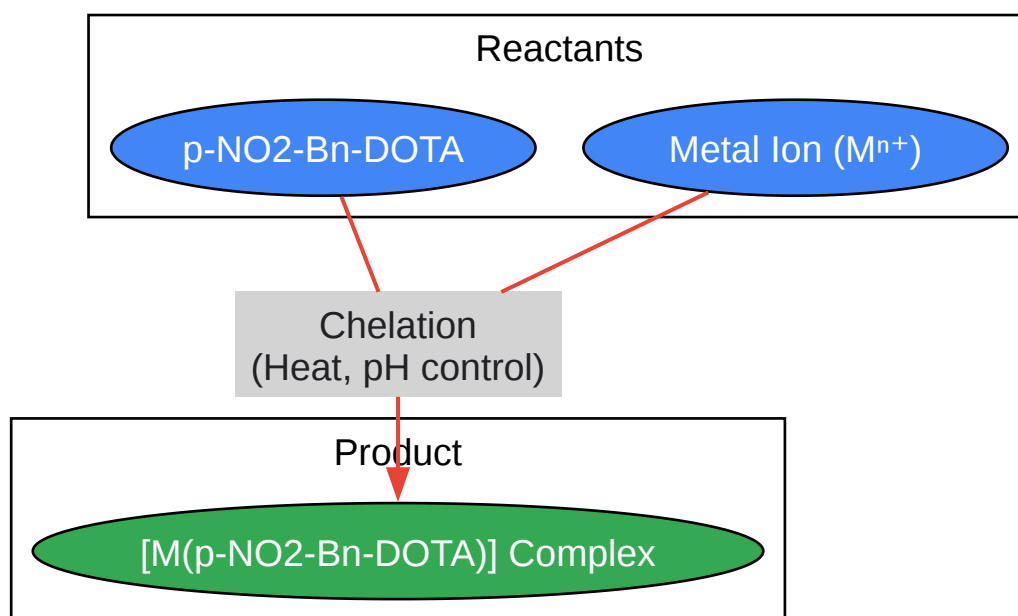 Reactants
p-NO2-Bn-DOTA
Metal Ion (Mⁿ⁺)
Chelation
(Heat, pH control)
Product
[M(p-NO2-Bn-DOTA)] Complex